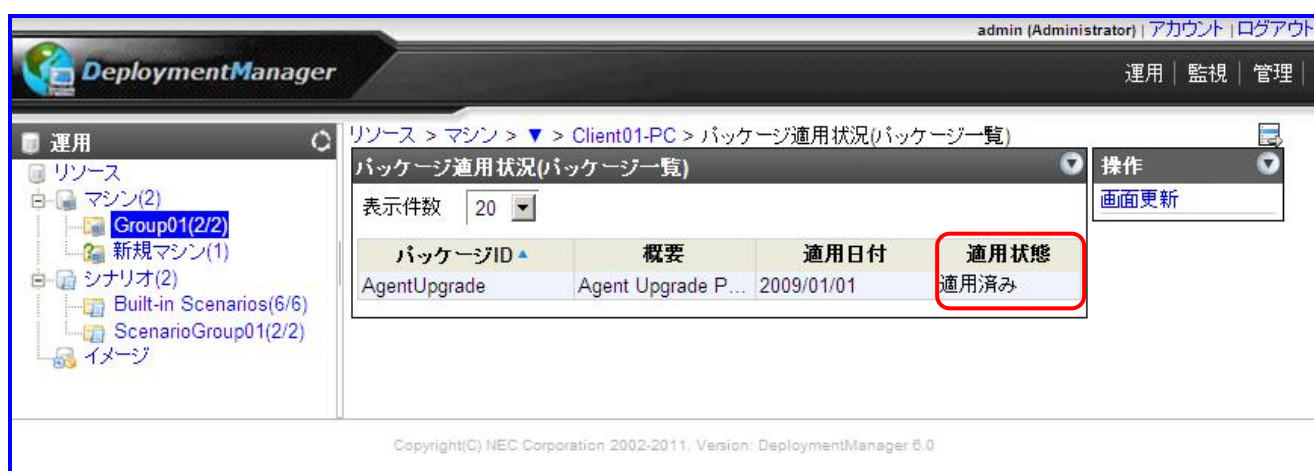 admin (Administrator) | アカウント | ログアウト
DeploymentManager
運用 | 監視 | 管理 |
運用
リソース
マシン(2)
Group01(2/2)
新規マシン(1)
シナリオ(2)
Built-in Scenarios(6/6)
ScenarioGroup01(2/2)
イメージ
リソース > マシン > ▼ > Client01-PC > パッケージ適用状況(パッケージ一覧)
パッケージ適用状況(パッケージ一覧)
表示件数 20
パッケージID▲ 概要 適用日付 適用状態
AgentUpgrade Agent Upgrade P... 2009/01/01 適用済み
操作
画面更新
Copyright(C) NEC Corporation 2002-2011. Version: DeploymentManager 6.0